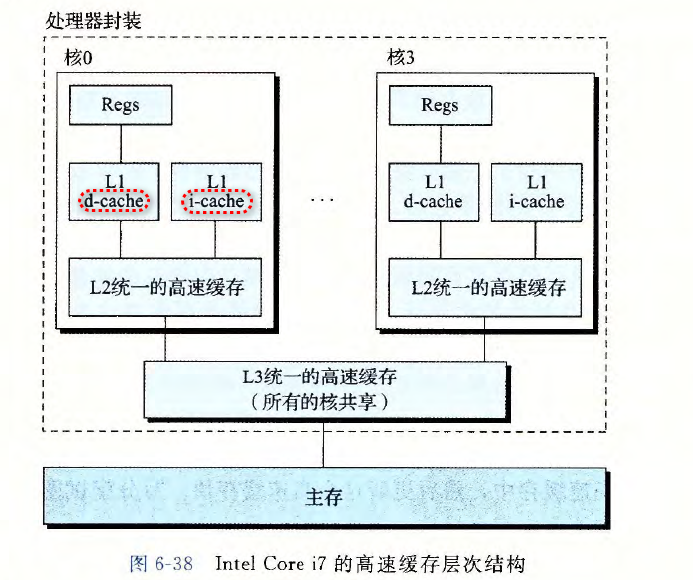 处理器封装
核0
核3
Regs
Regs
L1
d-cache
L1
i-cache
...
L1
d-cache
L1
i-cache
L2统一的高速缓存
L2统一的高速缓存
L3统一的高速缓存
(所有的核共享)
主存
图 6-38 Intel Core i7 的高速缓存层次结构